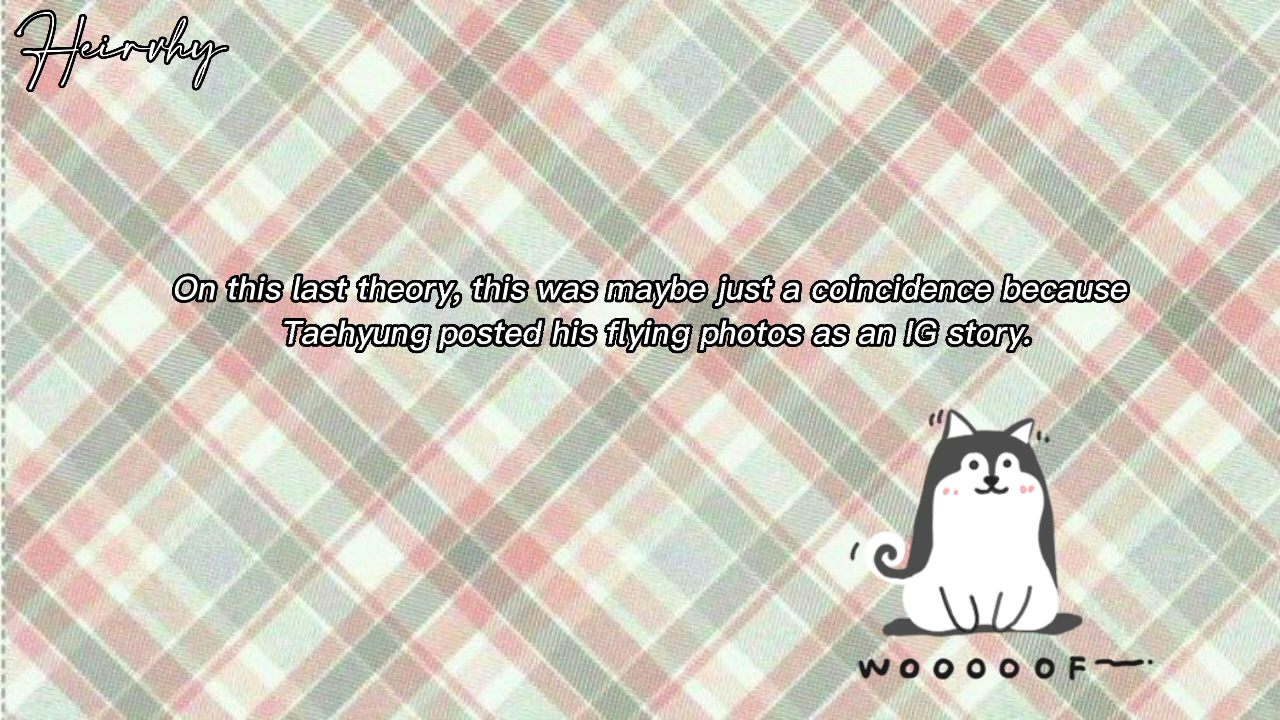 Heirvhy
On this last theory, this was maybe just a coincidence because
Taehyung posted his flying photos as an IG story.
WOOOOOF